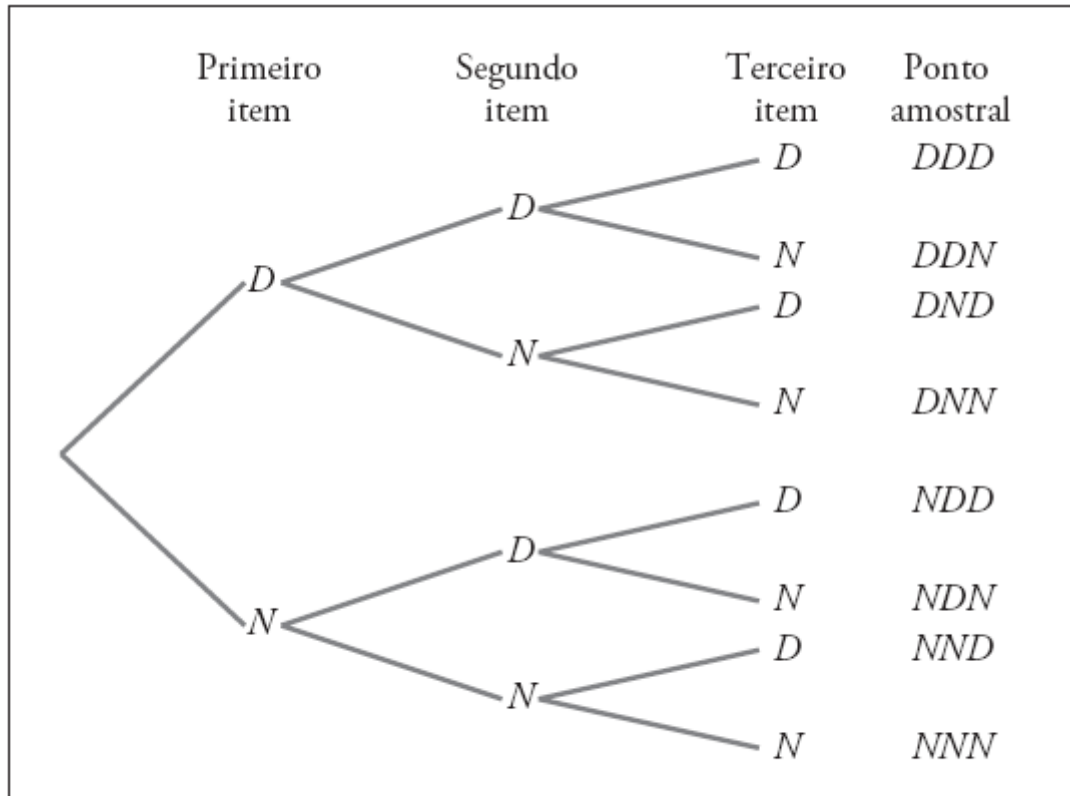 Primeiro Segundo Terceiro Ponto
item item item amostral
D DDD
D
N DDN
D
D DND
N
N DNN
D NDD
D
N NDN
N
D NND
N
N NNN